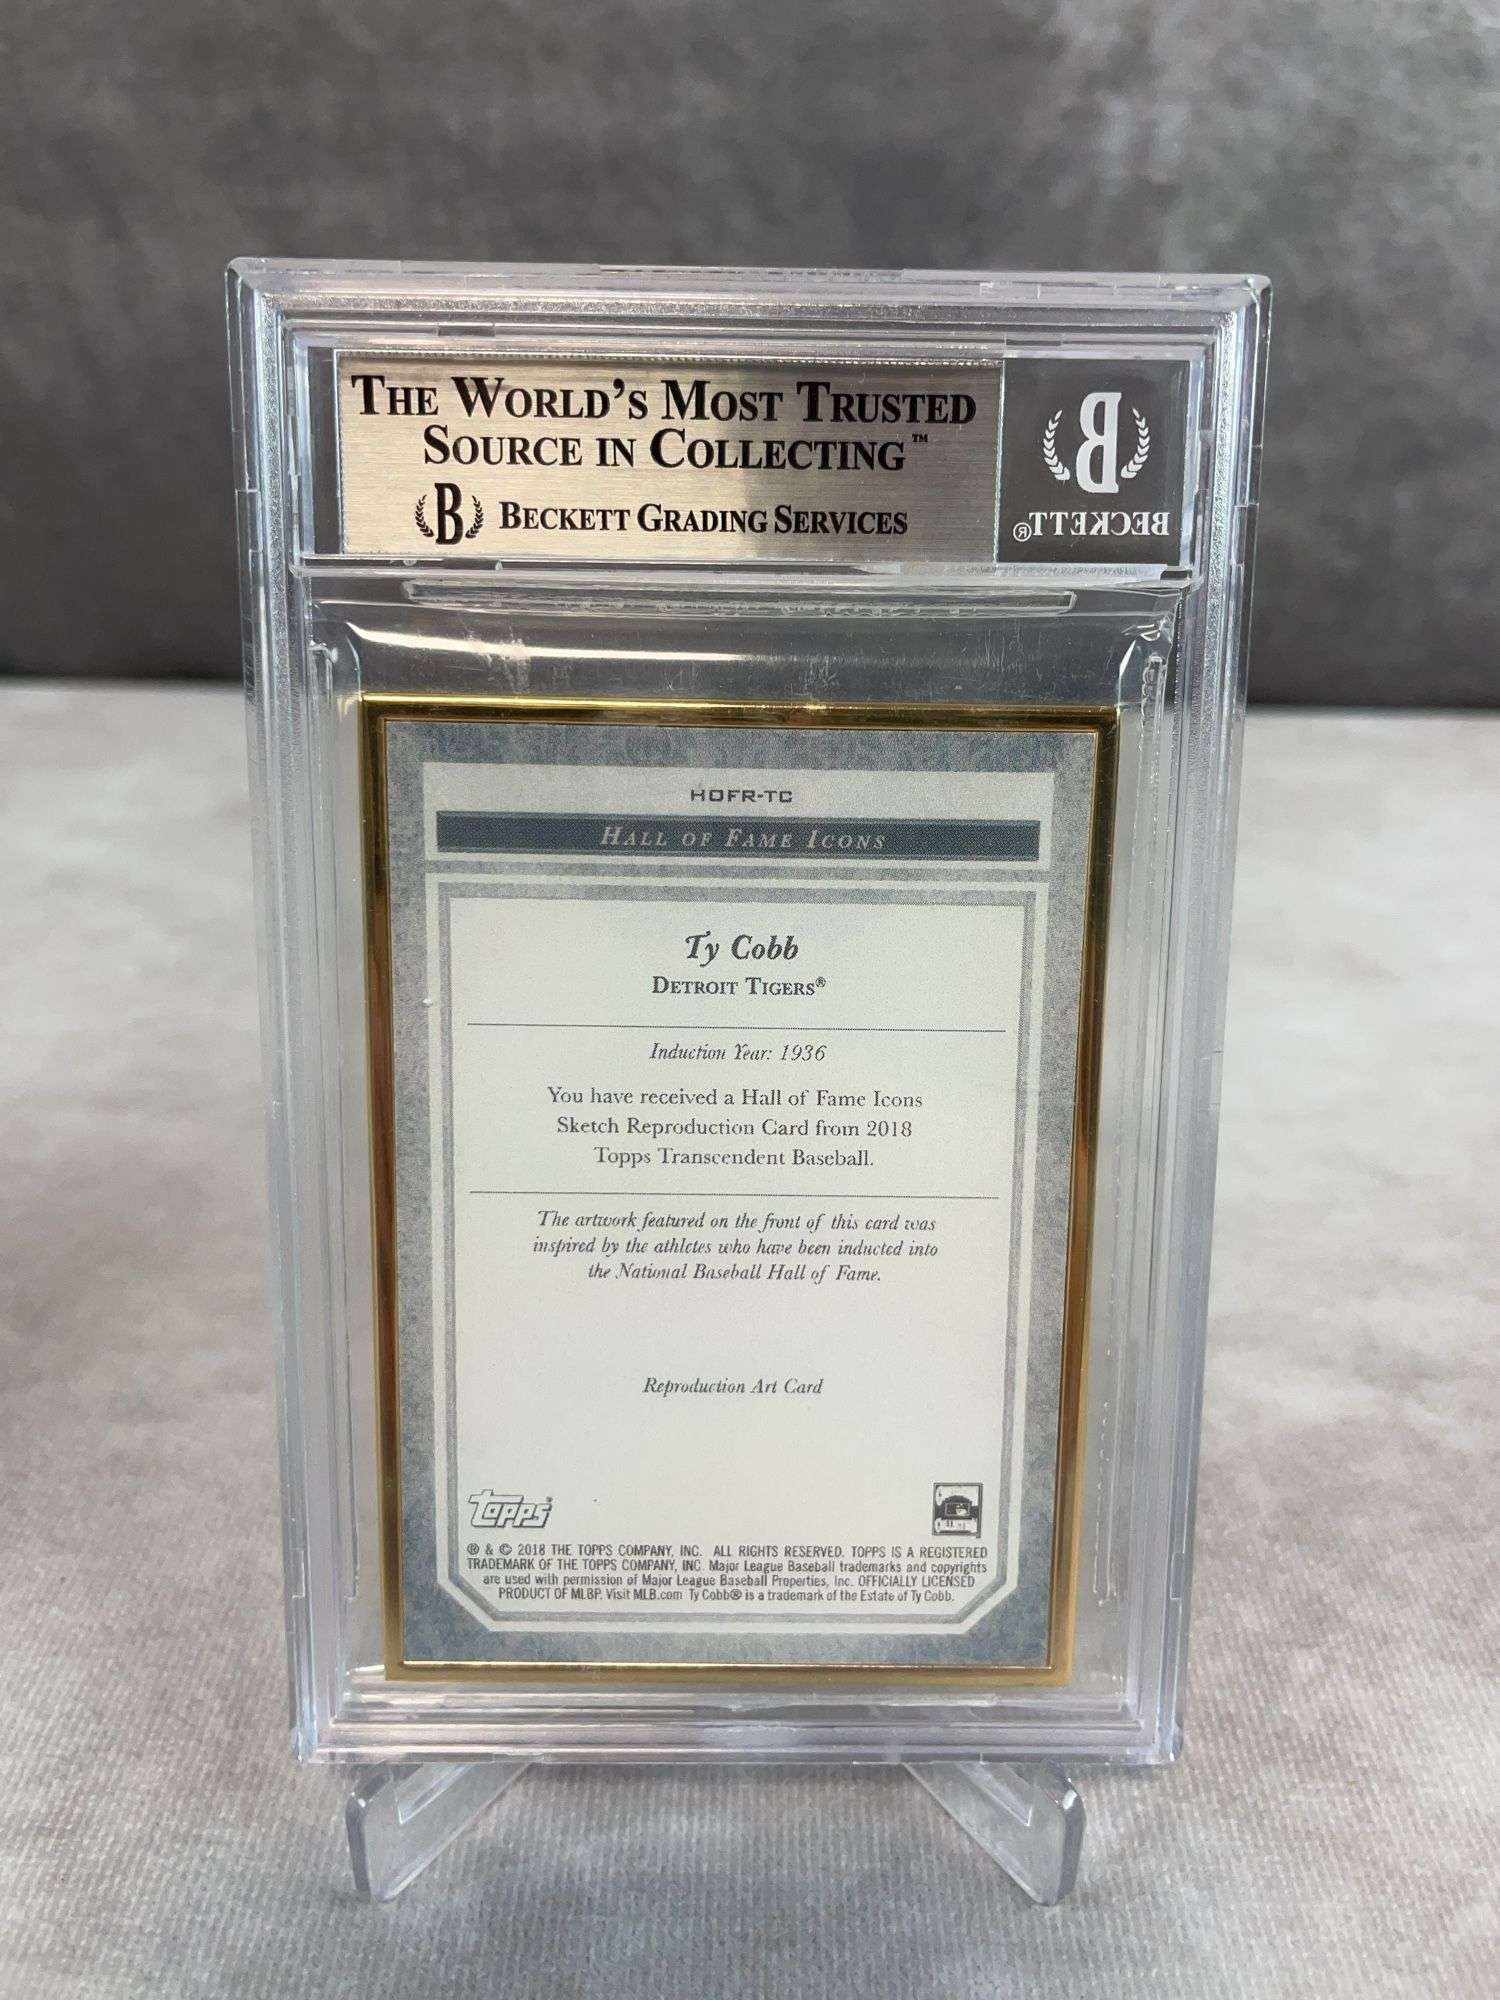 THE WORLD'S MOST TRUSTED
SOURCE IN COLLECTING™
B BECKETT GRADING SERVICES
B
BECKETT®
HOFR-TC
HALL OF FAME ICONS
Ty Cobb
DETROIT TIGERS®
Induction Year: 1936
You have received a Hall of Fame Icons
Sketch Reproduction Card from 2018
Topps Transcendent Baseball.
The artwork featured on the front of this card was
inspired by the athletes who have been inducted into
the National Baseball Hall of Fame.
Reproduction Art Card
Topps®
® & © 2018 THE TOPPS COMPANY, INC. ALL RIGHTS RESERVED. TOPPS IS A REGISTERED
TRADEMARK OF THE TOPPS COMPANY, INC. Major League Baseball trademarks and copyrights
are used with permission of Major League Baseball Properties, Inc. OFFICIALLY LICENSED
PRODUCT OF MLBP. Visit MLB.com Ty Cobb® is a trademark of the Estate of Ty Cobb.